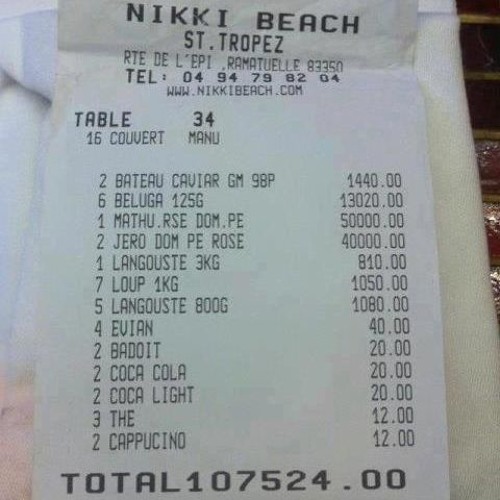 NIKKI BEACH
ST.TROPEZ
RTE DE L'EPI ,RAMATUELLE 83350
TEL: 04 94 79 82 04
WWW.NIKKIBEACH.COM
TABLE 34
16 COUVERT MANU
2 BATEAU CAVIAR GM 98P 1440.00
6 BELUGA 125G 13020.00
1 MATHU.RSE DOM.PE 50000.00
2 JERO DOM PE ROSE 40000.00
1 LANGOUSTE 3KG 810.00
7 LOUP 1KG 1050.00
5 LANGOUSTE 800G 1080.00
4 EVIAN 40.00
2 BADOIT 20.00
2 COCA COLA 20.00
2 COCA LIGHT 20.00
3 THE 12.00
2 CAPPUCINO 12.00
TOTAL107524.00